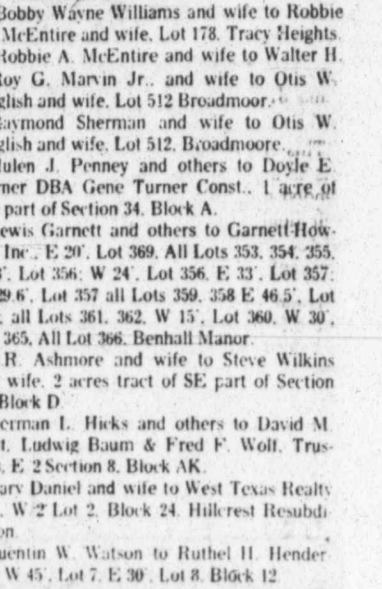 Bobby Wayne Williams and wife to Robbie
McEntire and wife, Lot 178, Tracy Heights.
Robbie A. McEntire and wife to Walter H.
Roy G. Marvin Jr., and wife to Otis W.
glish and wife, Lot 512 Broadmoor.
aymond Sherman and wife to Otis W.
glish and wife, Lot 512, Broadmoore.
ulen J. Penney and others to Doyle E.
ner DBA Gene Turner Const., 1 acre of
part of Section 34, Block A.
ewis Garnett and others to Garnett-How-
Inc., E 20', Lot 369, All Lots 353, 354, 355,
Lot 356; W 24', Lot 356, E 33', Lot 357;
29.6', Lot 357 all Lots 359, 358 E 46.5', Lot
all Lots 361, 362, W 15', Lot 360, W 30',
365, All Lot 366, Benhall Manor.
R. Ashmore and wife to Steve Wilkins
wife, 2 acres tract of SE part of Section
Block D.
erman L. Hicks and others to David M.
t, Ludwig Baum & Fred F. Wolf, Trus-
E 2 Section 8, Block AK.
ary Daniel and wife to West Texas Realty
W 2' Lot 2, Block 24, Hillcrest Resubdi-
on.
uentin W. Watson to Ruthel H. Hender-
W 45', Lot 7, E 30', Lot 8, Block 12